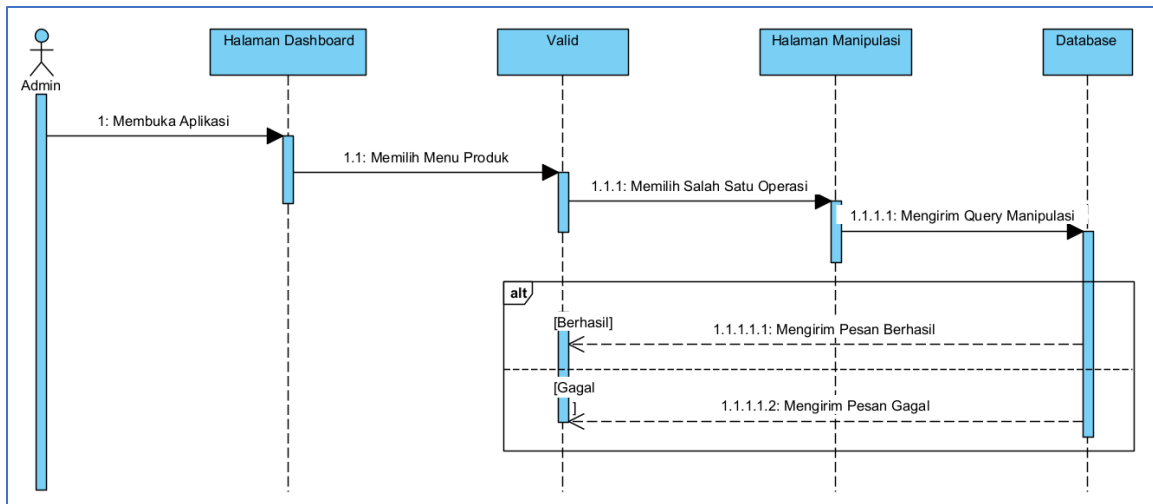 Halaman Dashboard
Valid
Halaman Manipulasi
Database
Admin
1: Membuka Aplikasi
1.1: Memilih Menu Produk
1.1.1: Memilih Salah Satu Operasi
1.1.1.1: Mengirim Query Manipulasi
alt
[Berhasil]
1.1.1.1.1: Mengirim Pesan Berhasil
[Gagal
]
1.1.1.1.2: Mengirim Pesan Gagal